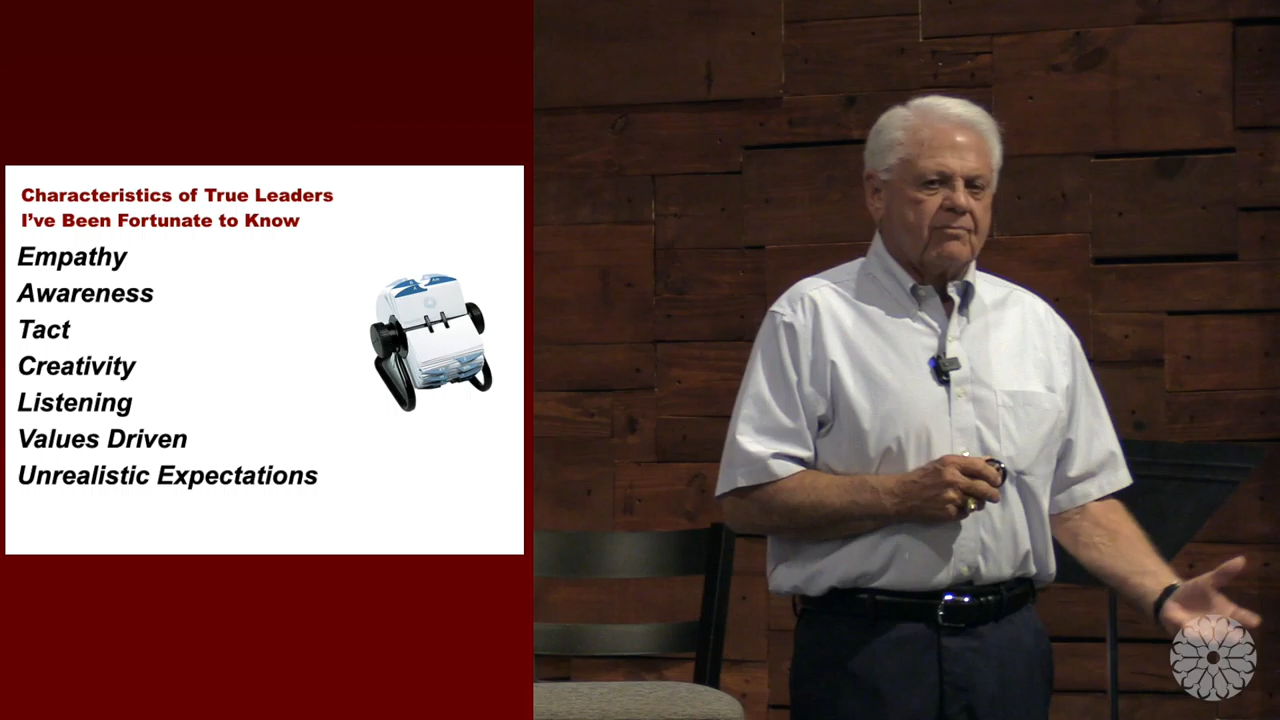 Characteristics of True Leaders
I've Been Fortunate to Know
Empathy
Awareness
Tact
Creativity
Listening
Values Driven
Unrealistic Expectations